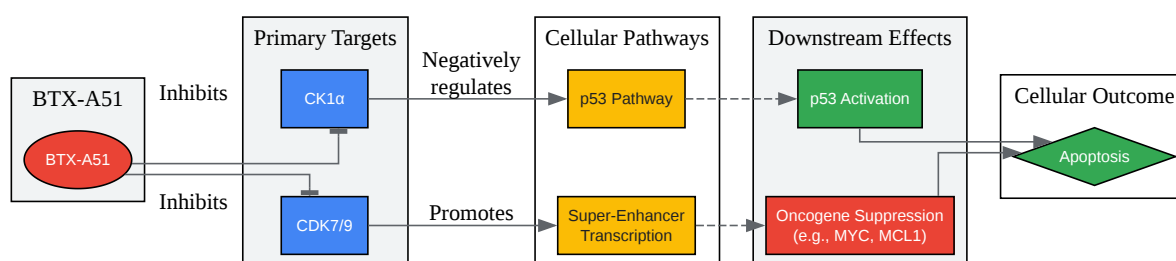 Primary Targets
Cellular Pathways
Downstream Effects
BTX-A51
Inhibits
CK1α
Negatively
regulates
p53 Pathway
p53 Activation
Cellular Outcome
BTX-A51
Apoptosis
Inhibits
CDK7/9
Promotes
Super-Enhancer
Transcription
Oncogene Suppression
(e.g., MYC, MCL1)